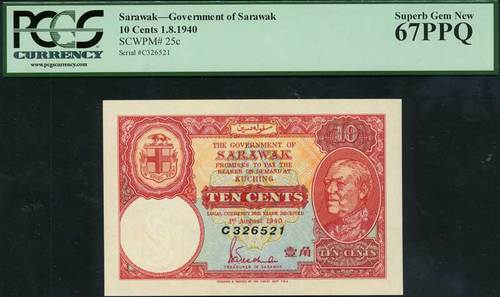 PCGS
CURRENCY
www.pcgscurrency.com
Sarawak—Government of Sarawak
10 Cents 1.8.1940
SCWPM# 25c
Serial #C326521
Superb Gem New
67PPQ
10
THE GOVERNMENT OF
SARAWAK
PROMISES TO PAY THE
BEARER ON DEMAND AT
KUCHING
TEN CENTS
LOCAL CURRENCY FOR VALUE RECEIVED
1st August 1940
C 326521
壹角
TREASURER OF SARAWAK
TEN CENTS